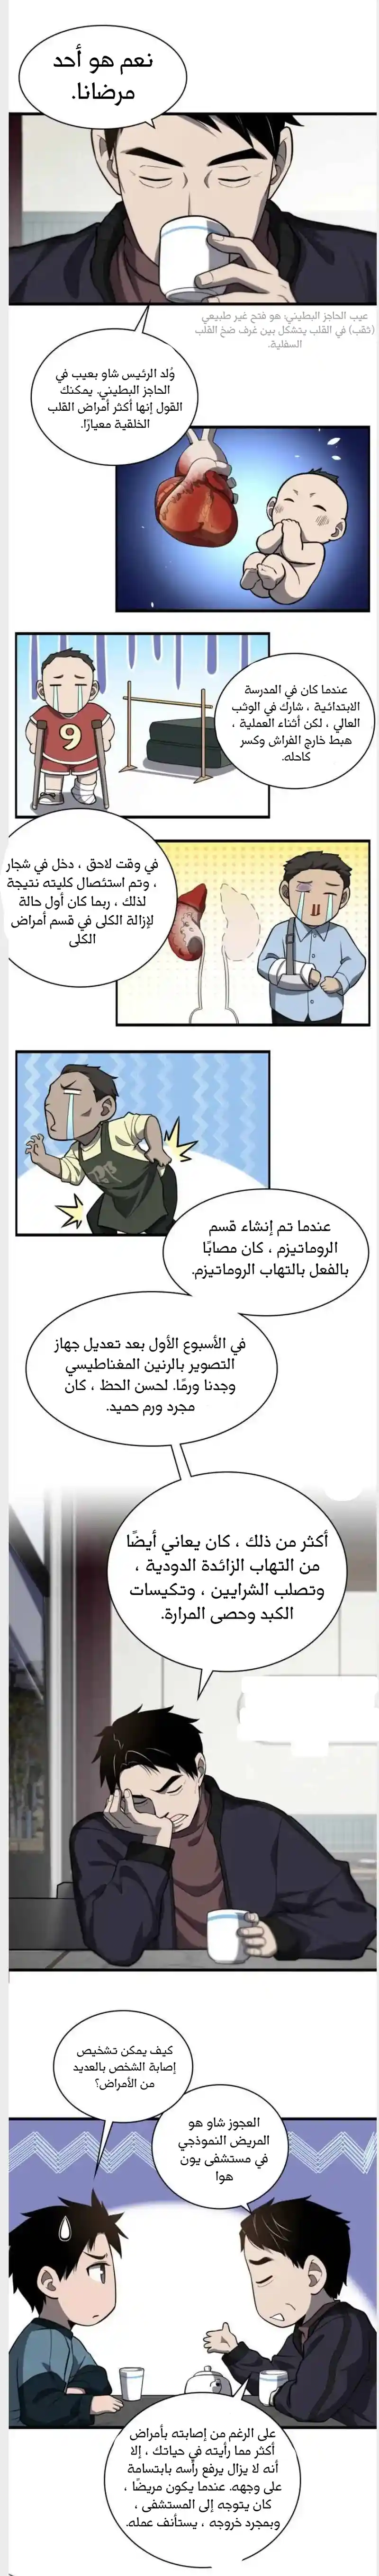 نعم هو أحد
مرضانا.
عيب الحاجز البطيني: هو فتح غير طبيعي
(ثقب) في القلب يتشكل بين غرف ضخ القلب
السفلية.
وُلد الرئيس شاو بعيب في
الحاجز البطيني. يمكنك
القول إنها أكثر أمراض القلب
الخلقية معيارًا.
عندما كان في المدرسة
الابتدائية ، شارك في الوثب
العالي ، لكن أثناء العملية ،
هبط خارج الفراش وكسر
كاحله.
9
في وقت لاحق ، دخل في شجار
، وتم استئصال كليته نتيجة
لذلك ، ربما كان أول حالة
لإزالة الكلى في قسم أمراض
الكلى
عندما تم إنشاء قسم
الروماتيزم ، كان مصابًا
بالفعل بالتهاب الروماتيزم.
في الأسبوع الأول بعد تعديل جهاز
التصوير بالرنين المغناطيسي
وجدنا ورمًا. لحسن الحظ ، كان
مجرد ورم حميد.
أكثر من ذلك ، كان يعاني أيضًا
من التهاب الزائدة الدودية ،
وتصلب الشرايين ، وتكيسات
الكبد وحصى المرارة.
كيف يمكن تشخيص
إصابة الشخص بالعديد
من الأمراض؟
العجوز شاو هو
المريض النموذجي
في مستشفى يون
هوا
على الرغم من إصابته بأمراض
أكثر مما رأيته في حياتك ، إلا
أنه لا يزال يرفع رأسه بابتسامة
على وجهه. عندما يكون مريضًا ،
كان يتوجه إلى المستشفى ،
وبمجرد خروجه ، يستأنف عمله.